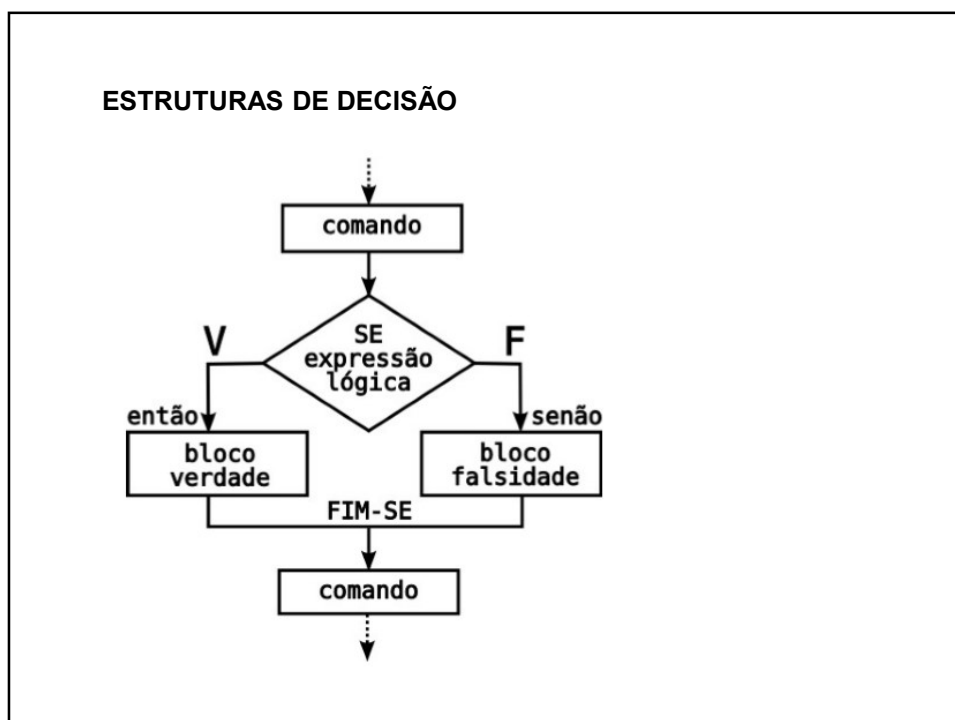 ESTRUTURAS DE DECISÃO
comando
V
SE
F
expressão
lógica
então
senão
bloco
verdade
bloco
falsidade
FIM-SE
comando